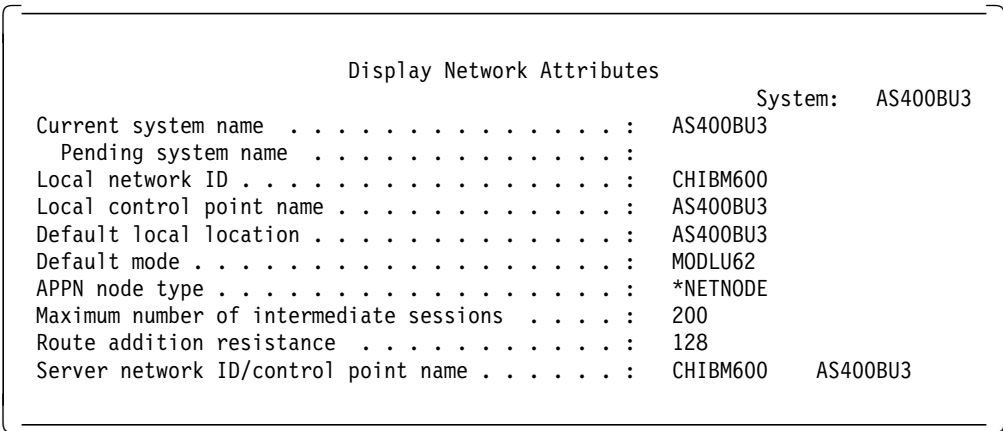 Display Network Attributes
System: AS400BU3
Current system name . . . . . . . . . . . . . . : AS400BU3
Pending system name . . . . . . . . . . . . . :
Local network ID . . . . . . . . . . . . . . . . : CHIBM600
Local control point name . . . . . . . . . . . . : AS400BU3
Default local location . . . . . . . . . . . . . : AS400BU3
Default mode . . . . . . . . . . . . . . . . . . : MODLU62
APPN node type . . . . . . . . . . . . . . . . . : *NETNODE
Maximum number of intermediate sessions . . . . : 200
Route addition resistance . . . . . . . . . . . : 128
Server network ID/control point name . . . . . . : CHIBM600 AS400BU3